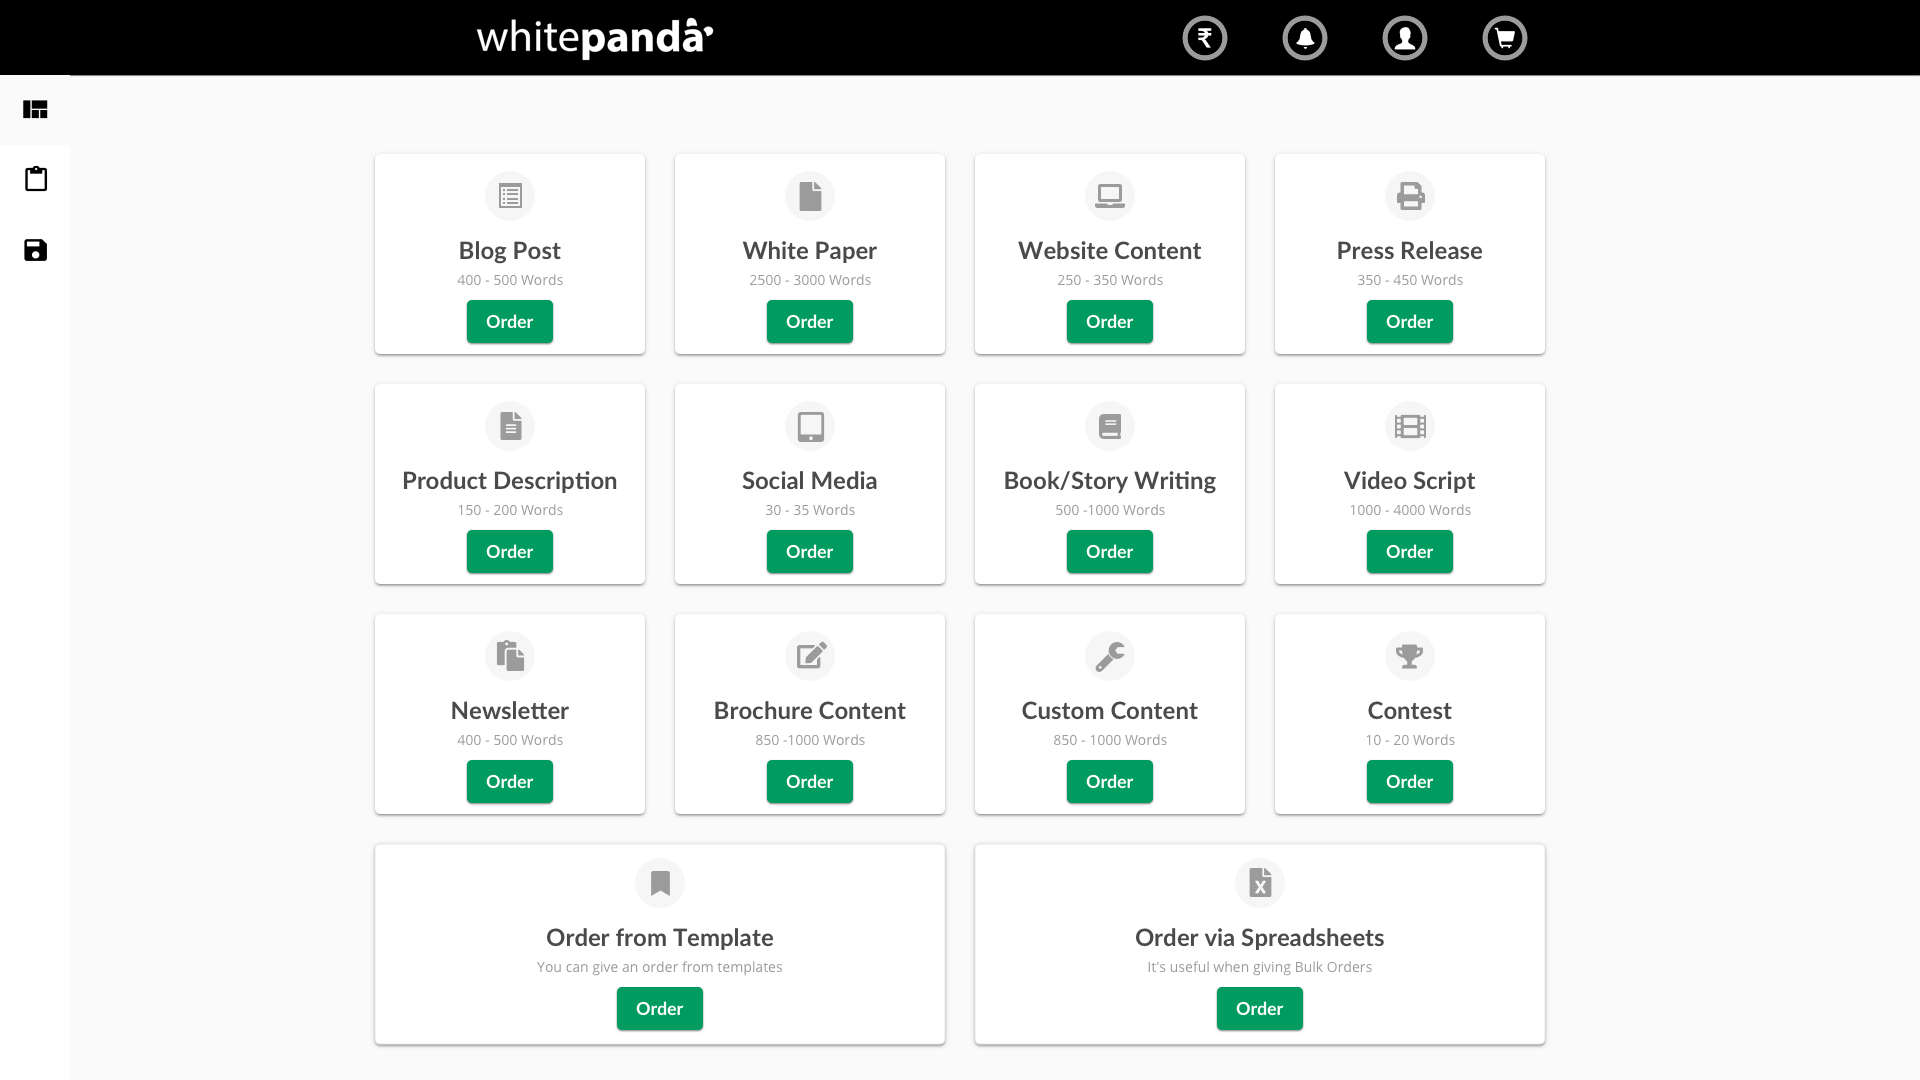 whitepanda
Blog Post
400 - 500 Words
Order
White Paper
2500 - 3000 Words
Order
Website Content
250 - 350 Words
Order
Press Release
350 - 450 Words
Order
Product Description
150 - 200 Words
Order
Social Media
30 - 35 Words
Order
Book/Story Writing
500 -1000 Words
Order
Video Script
1000 - 4000 Words
Order
Newsletter
400 - 500 Words
Order
Brochure Content
850 -1000 Words
Order
Custom Content
850 - 1000 Words
Order
Contest
10 - 20 Words
Order
Order from Template
You can give an order from templates
Order
Order via Spreadsheets
It's useful when giving Bulk Orders
Order